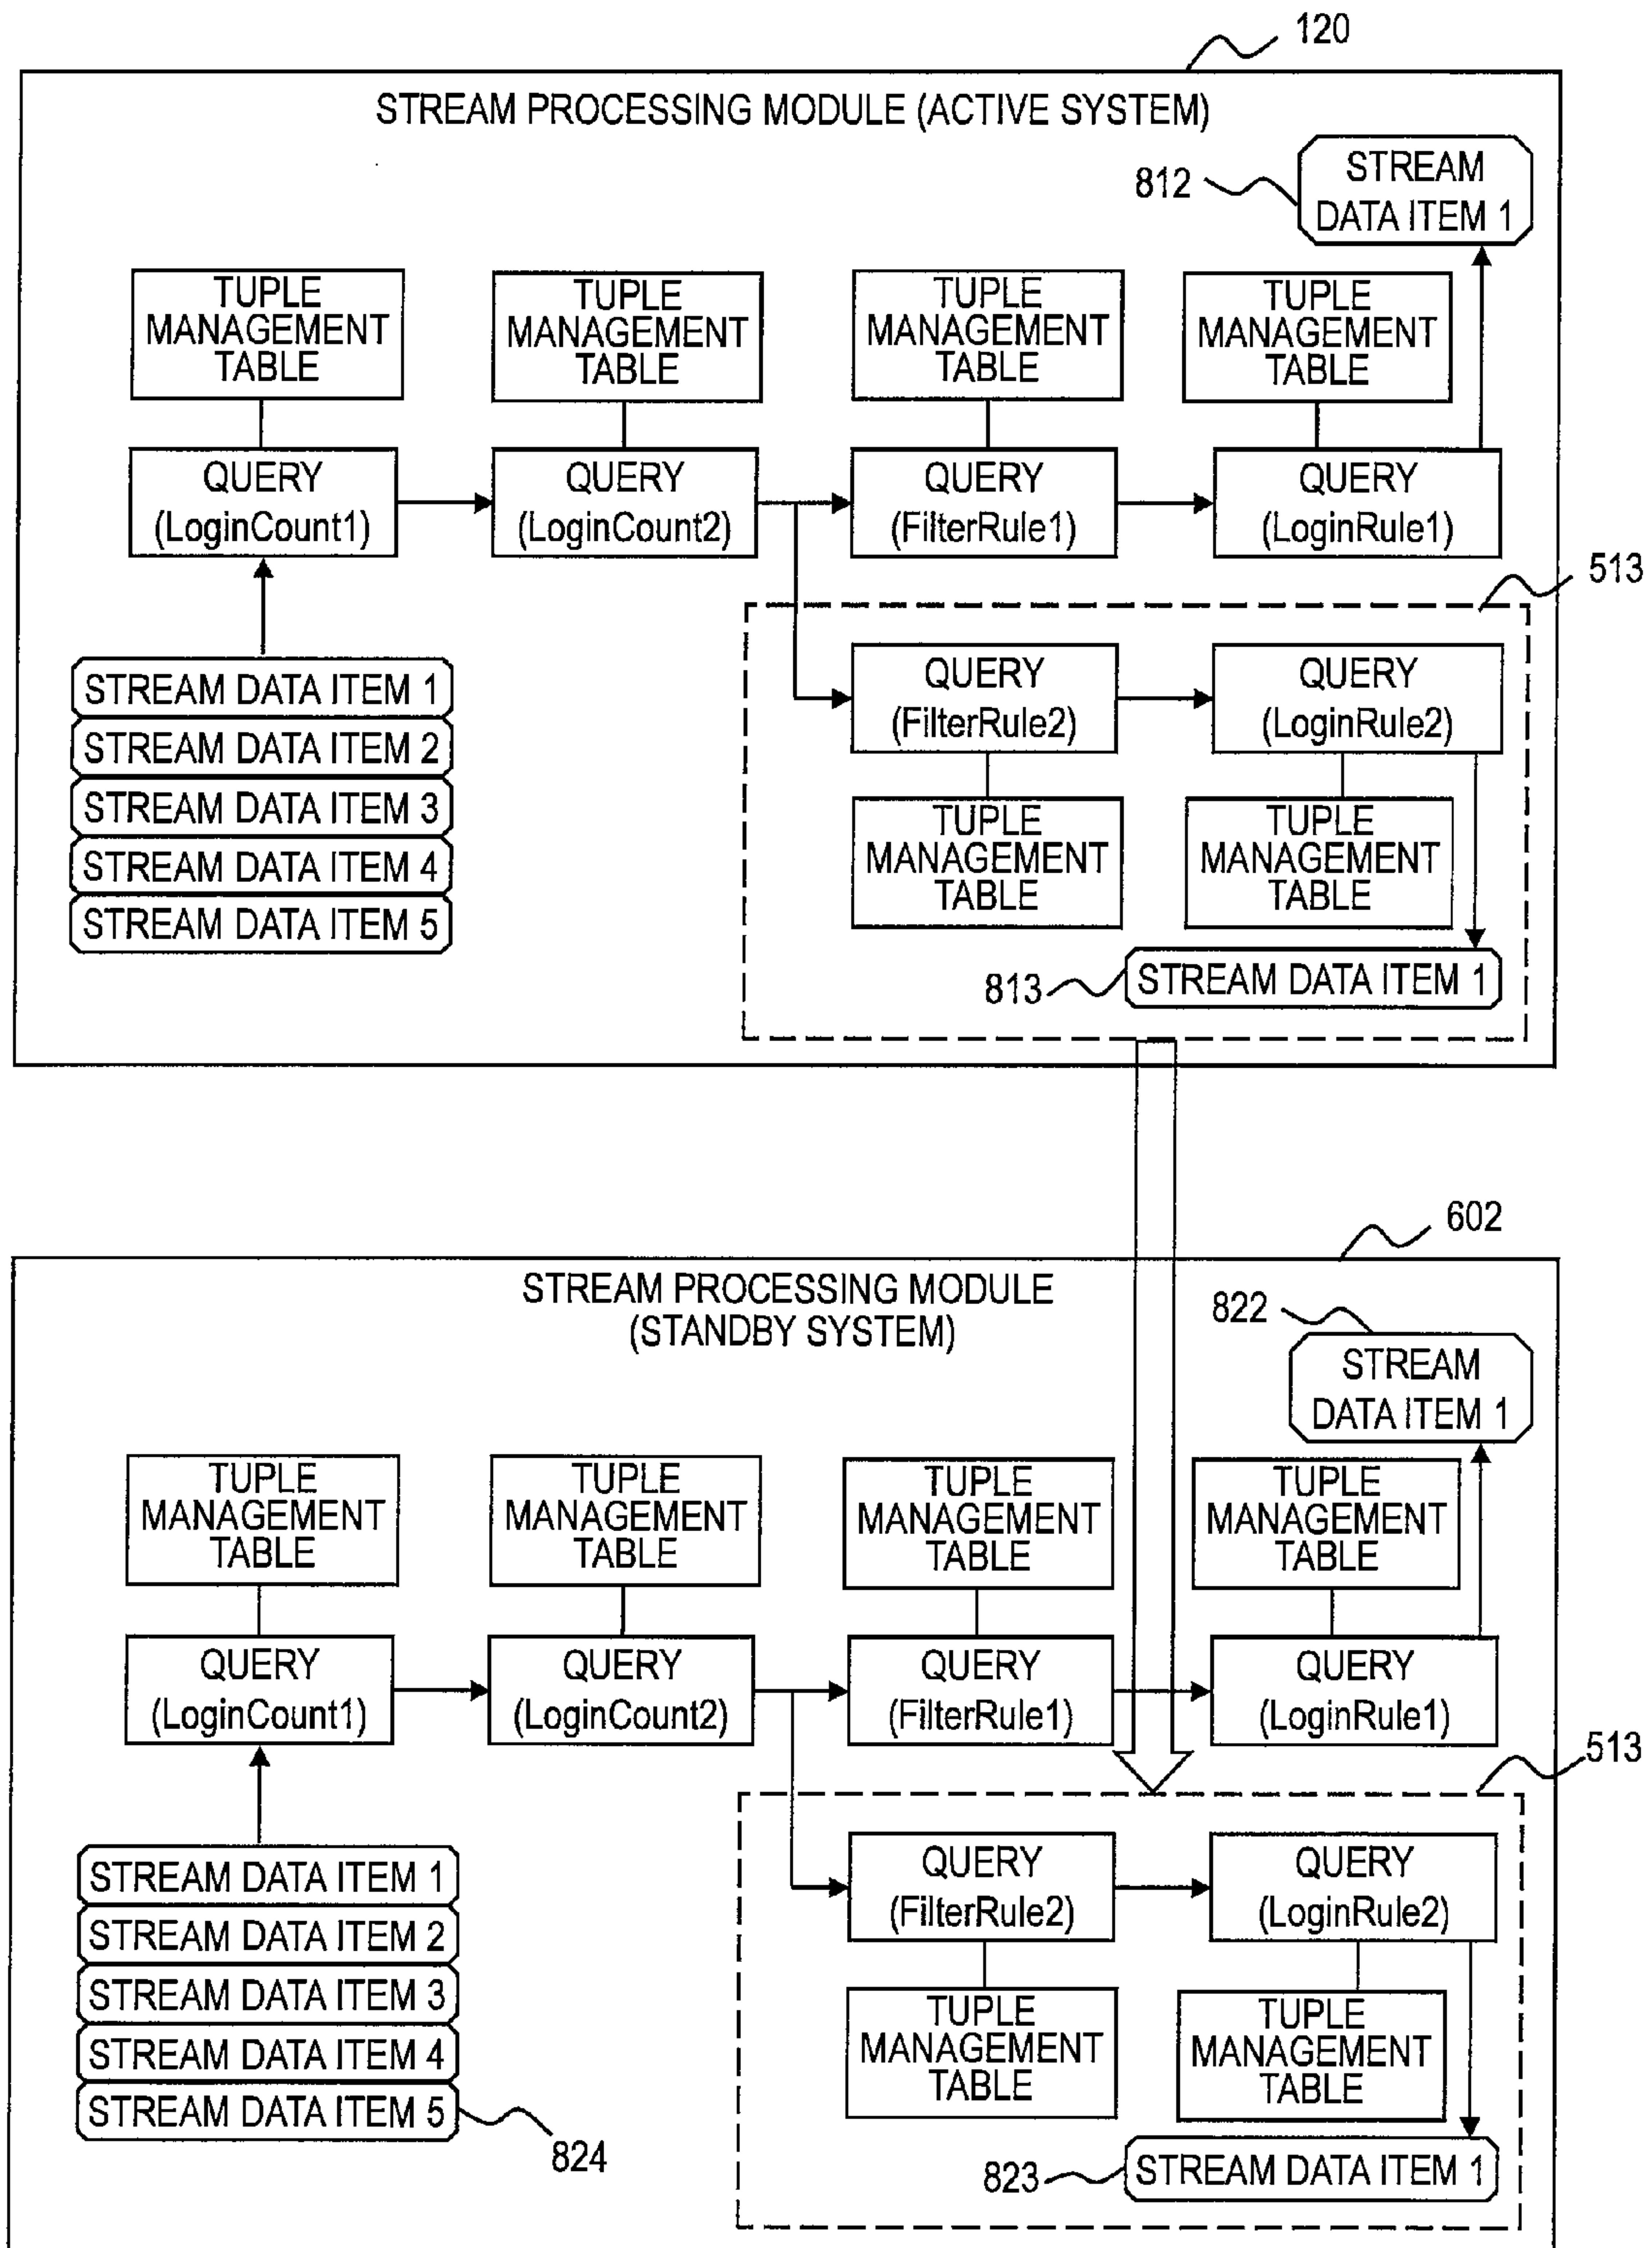 120
STREAM PROCESSING MODULE (ACTIVE SYSTEM)
812
STREAM
DATA ITEM 1
TUPLE
MANAGEMENT
TABLE
TUPLE
MANAGEMENT
TABLE
TUPLE
MANAGEMENT
TABLE
TUPLE
MANAGEMENT
TABLE
QUERY
(LoginCount1)
QUERY
(LoginCount2)
QUERY
(FilterRule1)
QUERY
(LoginRule1)
513
STREAM DATA ITEM 1
STREAM DATA ITEM 2
STREAM DATA ITEM 3
STREAM DATA ITEM 4
STREAM DATA ITEM 5
QUERY
(FilterRule2)
QUERY
(LoginRule2)
TUPLE
MANAGEMENT
TABLE
TUPLE
MANAGEMENT
TABLE
813
STREAM DATA ITEM 1
602
STREAM PROCESSING MODULE
(STANDBY SYSTEM)
822
STREAM
DATA ITEM 1
TUPLE
MANAGEMENT
TABLE
TUPLE
MANAGEMENT
TABLE
TUPLE
MANAGEMENT
TABLE
TUPLE
MANAGEMENT
TABLE
QUERY
(LoginCount1)
QUERY
(LoginCount2)
QUERY
(FilterRule1)
QUERY
(LoginRule1)
513
STREAM DATA ITEM 1
STREAM DATA ITEM 2
STREAM DATA ITEM 3
STREAM DATA ITEM 4
STREAM DATA ITEM 5
824
QUERY
(FilterRule2)
QUERY
(LoginRule2)
TUPLE
MANAGEMENT
TABLE
TUPLE
MANAGEMENT
TABLE
823
STREAM DATA ITEM 1